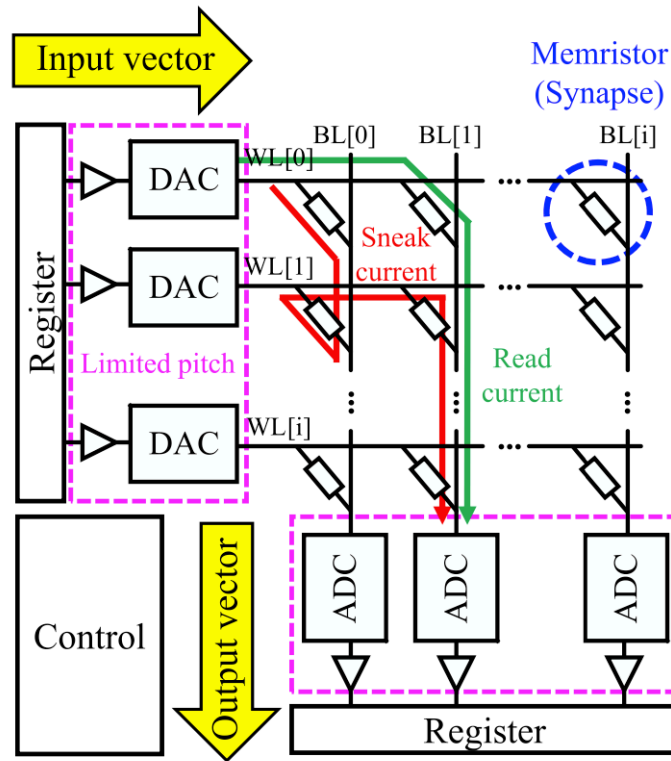 Input vector
Memristor
(Synapse)
BL[0]
BL[1]
BL[i]
WL[0]
DAC
Sneak
current
WL[1]
DAC
Register
Limited pitch
Read
current
WL[i]
DAC
...
...
...
...
...
...
Control
Output vector
ADC
ADC
ADC
Register